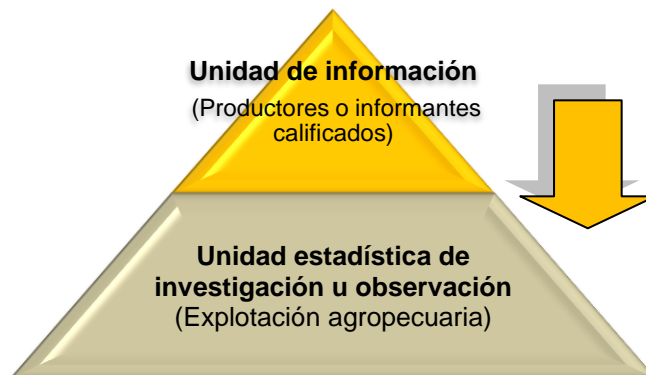 Unidad de información
(Productores o informantes
calificados)
Unidad estadística de
investigación u observación
(Explotación agropecuaria)